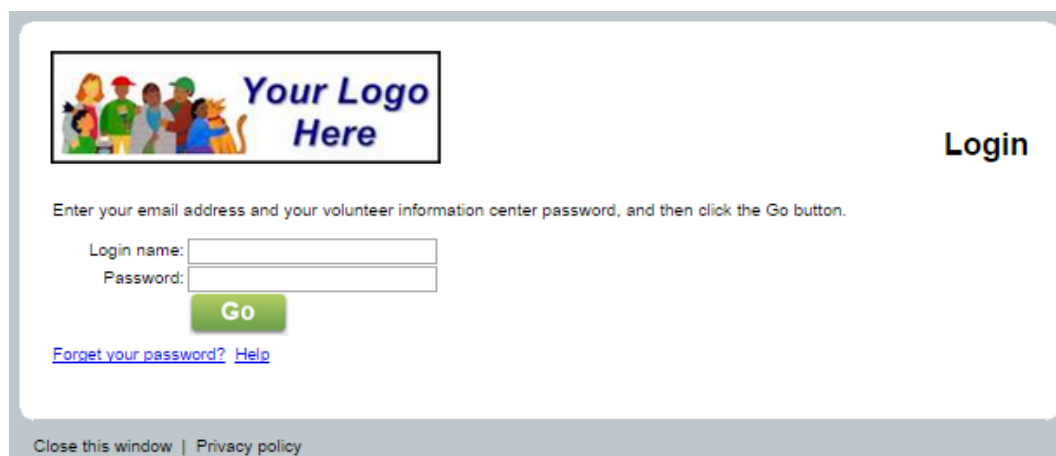 Your Logo
Here
Login
Enter your email address and your volunteer information center password, and then click the Go button.
Login name:
Password:
Go
Forget your password? Help
Close this window | Privacy policy